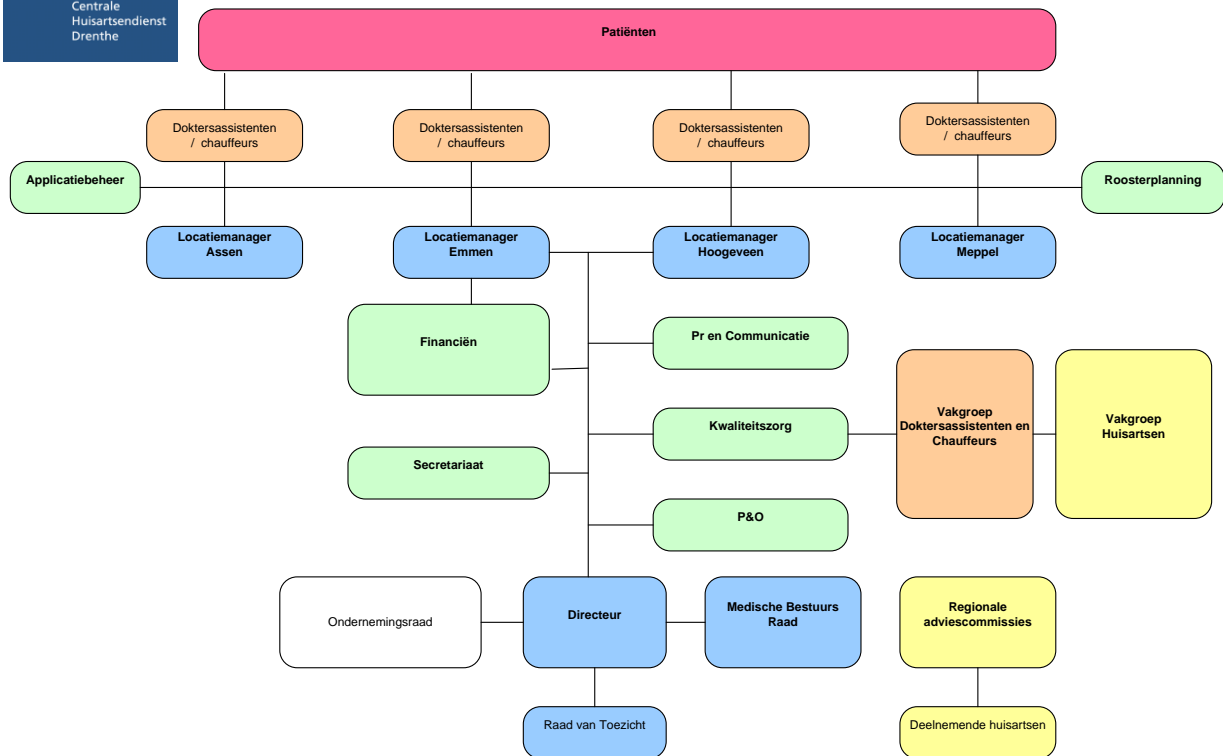 Centrale
Huisartsendienst
Drenthe
Patiënten
Doktersassistenten
/ chauffeurs
Doktersassistenten
/ chauffeurs
Doktersassistenten
/ chauffeurs
Doktersassistenten
/ chauffeurs
Applicatiebeheer
Roosterplanning
Locatiemanager
Assen
Locatiemanager
Emmen
Locatiemanager
Hoogeveen
Locatiemanager
Meppel
Financiën
Pr en Communicatie
Kwaliteitszorg
Vakgroep
Doktersassistenten en
Chauffeurs
Vakgroep
Huisartsen
Secretariaat
P&O
Ondernemingsraad
Directeur
Medische Bestuurs
Raad
Regionale
adviescommissies
Raad van Toezicht
Deelnemende huisartsen